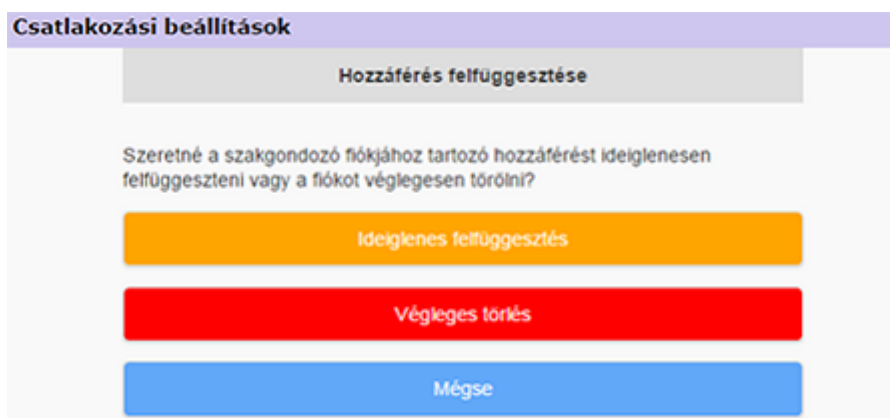 Csatlakozási beállítások
Hozzáférés felfüggesztése
Szeretné a szakgondozó fiókjához tartozó hozzáférést ideiglenesen
felfüggeszteni vagy a fiókot véglegesen törölni?
Ideiglenes felfüggesztés
Végleges törlés
Mégse